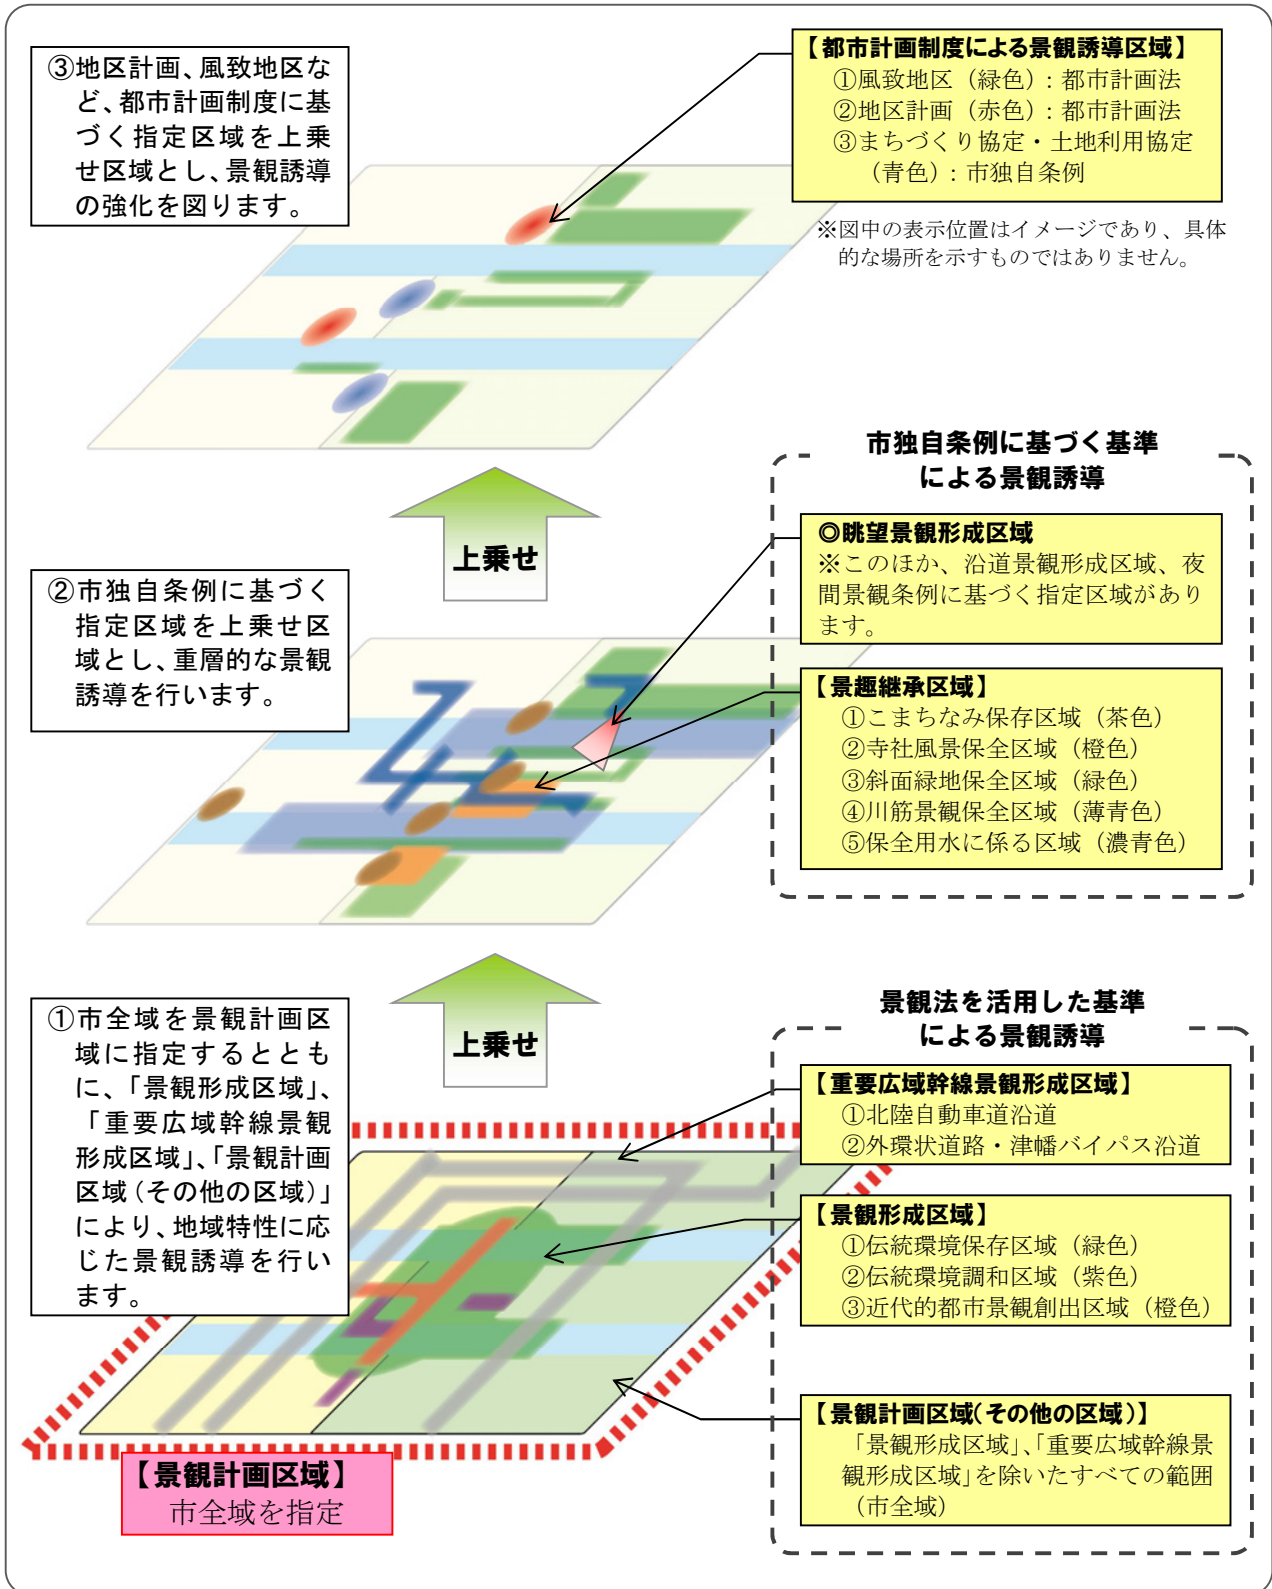 ③地区計画、風致地区な
ど、都市計画制度に基
づく指定区域を上乗
せ区域とし、景観誘導
の強化を図ります。
【都市計画制度による景観誘導区域】
①風致地区（緑色）：都市計画法
②地区計画（赤色）：都市計画法
③まちづくり協定・土地利用協定
（青色）：市独自条例
※図中の表示位置はイメージであり、具体
的な場所を示すものではありません。
上乗せ
市独自条例に基づく基準
による景観誘導
②市独自条例に基づく
指定区域を上乗せ区
域とし、重層的な景観
誘導を行います。
◎眺望景観形成区域
※このほか、沿道景観形成区域、夜
間景観条例に基づく指定区域があり
ます。
【景趣継承区域】
①こまちなみ保存区域（茶色）
②寺社風景保全区域（橙色）
③斜面緑地保全区域（緑色）
④川筋景観保全区域（薄青色）
⑤保全用水に係る区域（濃青色）
上乗せ
景観法を活用した基準
による景観誘導
①市全域を景観計画区
域に指定するととも
に、「景観形成区域」、
「重要広域幹線景観
形成区域」、「景観計画
区域（その他の区域）」
により、地域特性に応
じた景観誘導を行い
ます。
【重要広域幹線景観形成区域】
①北陸自動車道沿道
②外環状道路・津幡バイパス沿道
【景観形成区域】
①伝統環境保存区域（緑色）
②伝統環境調和区域（紫色）
③近代的都市景観創出区域（橙色）
【景観計画区域（その他の区域）】
「景観形成区域」、「重要広域幹線景
観形成区域」を除いたすべての範囲
（市全域）
【景観計画区域】
市全域を指定